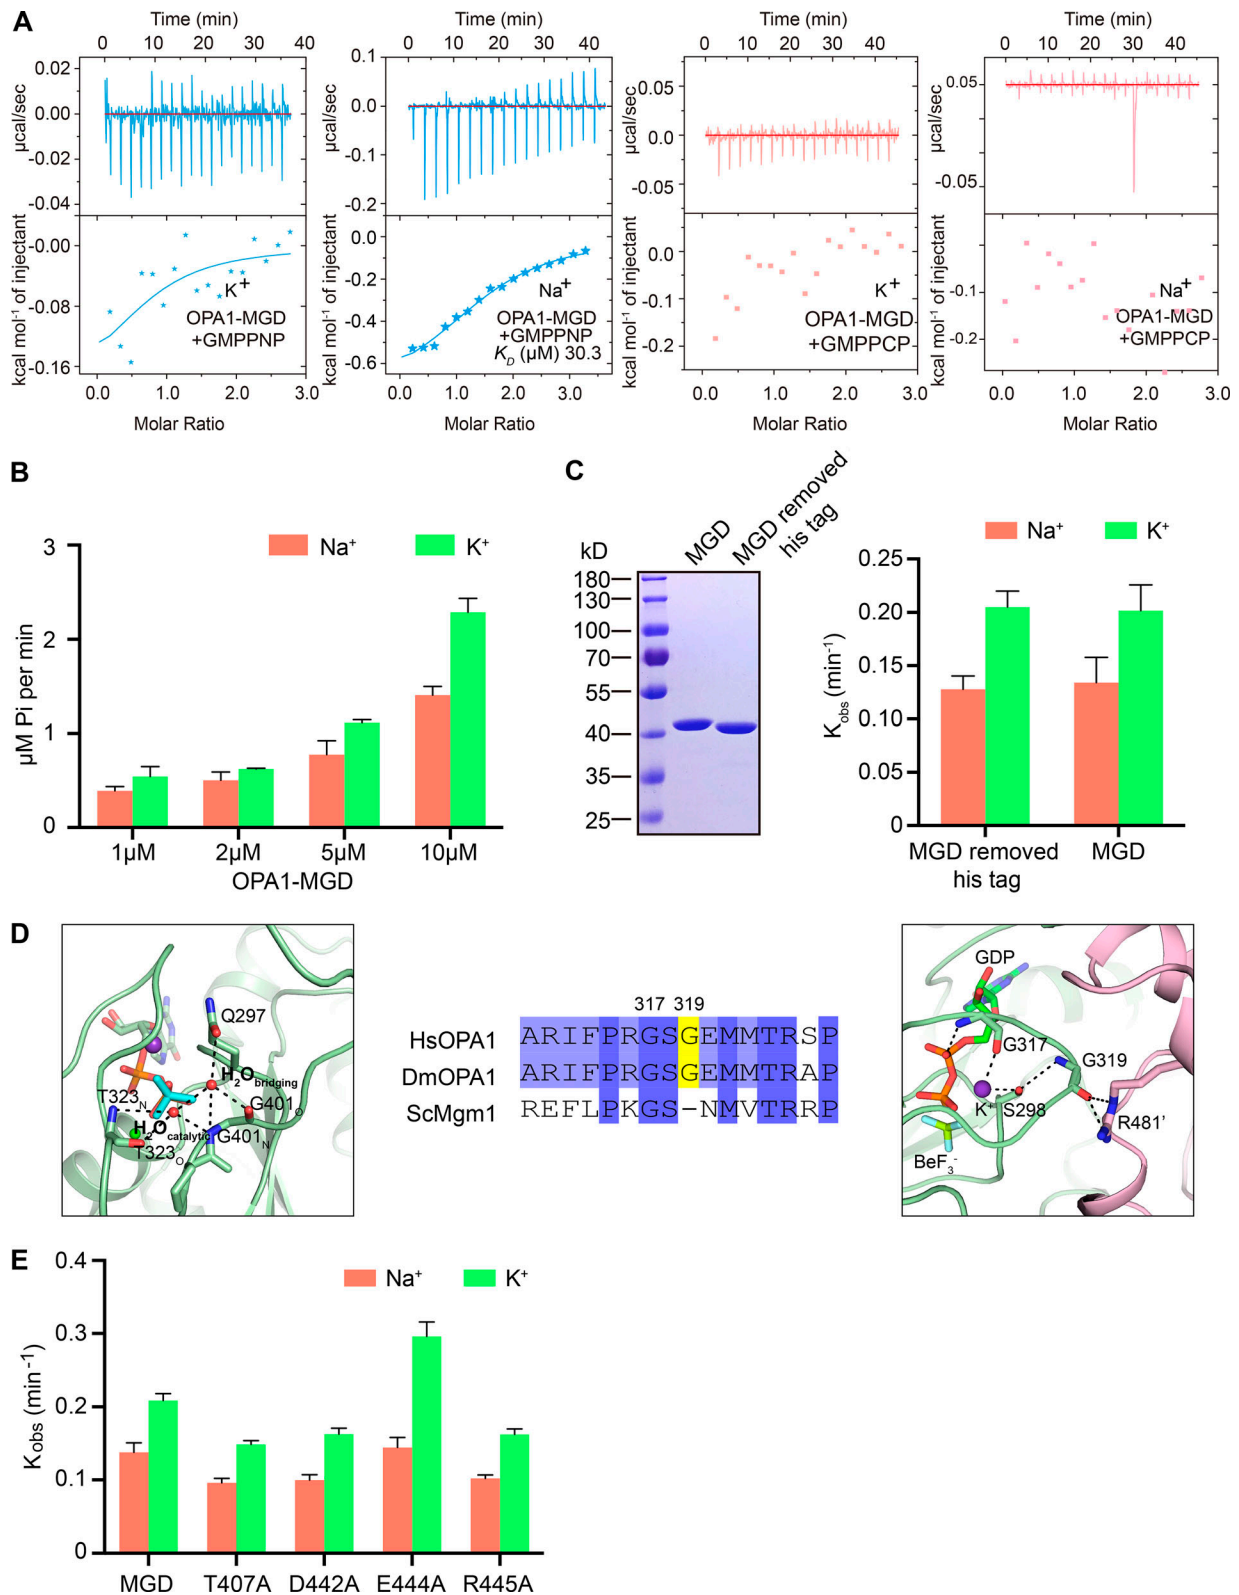 A
Time (min)
0 10 20 30 40
0.02
0.00
-0.02
-0.04
µcal/sec
-0.00
-0.08
-0.16
kcal mol⁻¹ of injectant
K⁺
OPA1-MGD
+GMPPNP
0.0 1.0 2.0 3.0
Molar Ratio
Time (min)
0 10 20 30 40
0.1
0.0
-0.1
-0.2
µcal/sec
0.0
-0.2
-0.4
-0.6
kcal mol⁻¹ of injectant
Na⁺
OPA1-MGD
+GMPPNP
K_D (µM) 30.3
0.0 1.0 2.0 3.0
Molar Ratio
Time (min)
0 10 20 30 40
0.05
0.0
-0.05
µcal/sec
0.0
-0.1
-0.2
kcal mol⁻¹ of injectant
K⁺
OPA1-MGD
+GMPPCP
0.0 1.0 2.0 3.0
Molar Ratio
Time (min)
0 10 20 30 40
0.05
-0.05
µcal/sec
-0.1
-0.2
kcal mol⁻¹ of injectant
Na⁺
OPA1-MGD
+GMPPCP
0.0 1.0 2.0 3.0
Molar Ratio
B
Na⁺ K⁺
3
2
1
0
µM Pi per min
1µM 2µM 5µM 10µM
OPA1-MGD
C
kD
MGD
MGD removed
his tag
180
130
100
70
55
40
35
25
Na⁺ K⁺
0.25
0.20
0.15
0.10
0.05
0
K_obs (min⁻¹)
MGD removed
his tag
MGD
D
Q297
H₂O_bridging
T323_N
G401_O
H₂O_catalytic
G401_N
T323_O
317 319
HsOPA1 ARIFPRGSGEMMTRSP
DmOPA1 ARIFPRGSGEMMTRAP
ScMgm1 REFLPKGS-NMVTRRP
GDP
G317
G319
K⁺
S298
R481’
BeF₃⁻
E
Na⁺ K⁺
0.4
0.3
0.2
0.1
0
K_obs (min⁻¹)
MGD T407A D442A E444A R445A